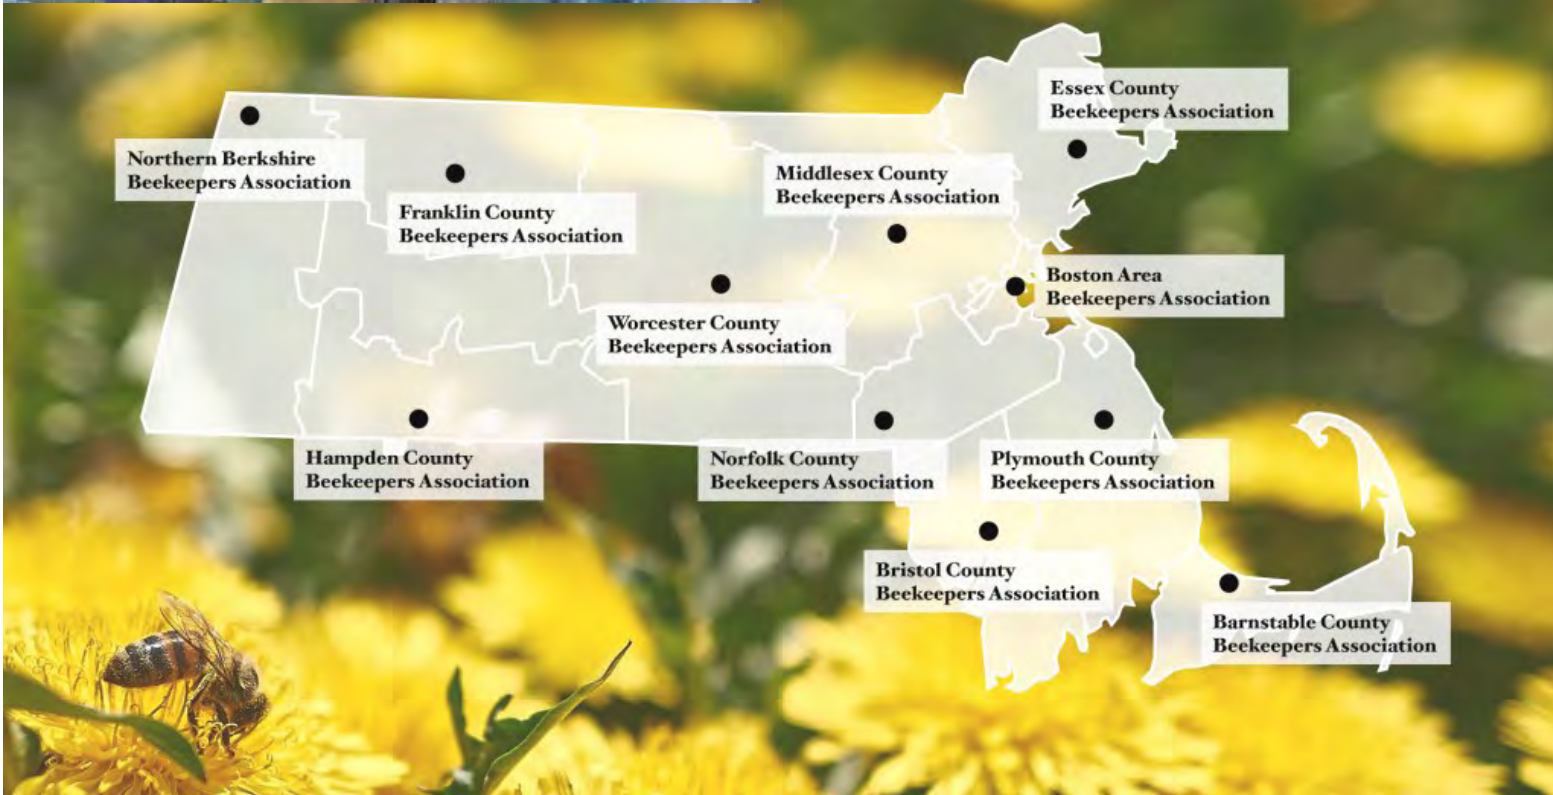 Essex County
Beekeepers Association
Northern Berkshire
Beekeepers Association
Middlesex County
Beekeepers Association
Franklin County
Beekeepers Association
Boston Area
Beekeepers Association
Worcester County
Beekeepers Association
Hampden County
Beekeepers Association
Norfolk County
Beekeepers Association
Plymouth County
Beekeepers Association
Bristol County
Beekeepers Association
Barnstable County
Beekeepers Association